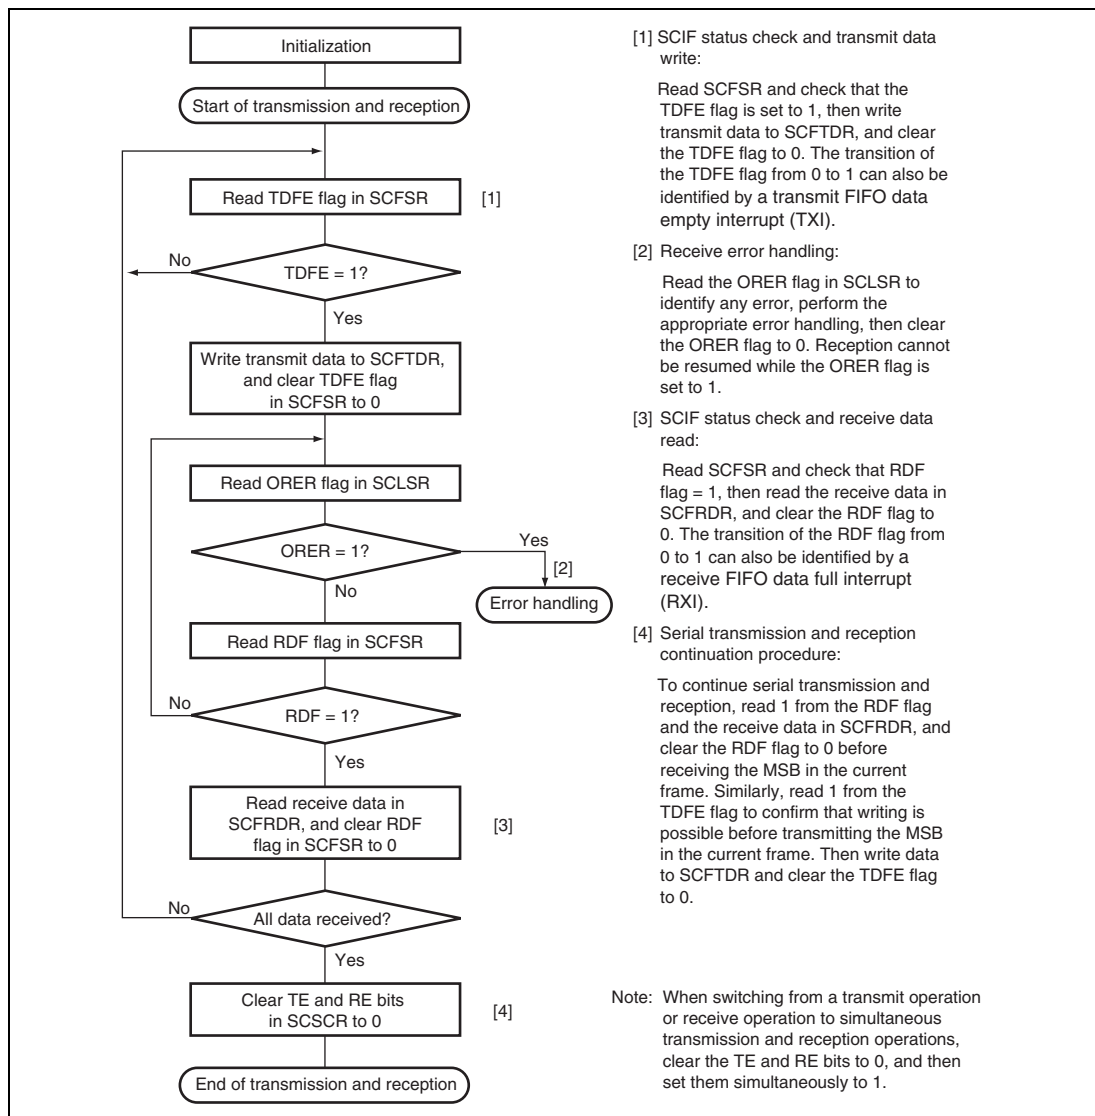 Initialization
Start of transmission and reception
Read TDFE flag in SCFSR
[1]
No
TDFE = 1?
Yes
Write transmit data to SCFTDR,
and clear TDFE flag
in SCFSR to 0
Read ORER flag in SCLSR
ORER = 1?
Yes
[2]
Error handling
No
Read RDF flag in SCFSR
No
RDF = 1?
Yes
Read receive data in
SCFRDR, and clear RDF
flag in SCFSR to 0
[3]
No
All data received?
Yes
Clear TE and RE bits
in SCSCR to 0
[4]
End of transmission and reception
[1] SCIF status check and transmit data
write:
Read SCFSR and check that the
TDFE flag is set to 1, then write
transmit data to SCFTDR, and clear
the TDFE flag to 0. The transition of
the TDFE flag from 0 to 1 can also be
identified by a transmit FIFO data
empty interrupt (TXI).
[2] Receive error handling:
Read the ORER flag in SCLSR to
identify any error, perform the
appropriate error handling, then clear
the ORER flag to 0. Reception cannot
be resumed while the ORER flag is
set to 1.
[3] SCIF status check and receive data
read:
Read SCFSR and check that RDF
flag = 1, then read the receive data in
SCFRDR, and clear the RDF flag to
0. The transition of the RDF flag from
0 to 1 can also be identified by a
receive FIFO data full interrupt
(RXI).
[4] Serial transmission and reception
continuation procedure:
To continue serial transmission and
reception, read 1 from the RDF flag
and the receive data in SCFRDR, and
clear the RDF flag to 0 before
receiving the MSB in the current
frame. Similarly, read 1 from the
TDFE flag to confirm that writing is
possible before transmitting the MSB
in the current frame. Then write data
to SCFTDR and clear the TDFE flag
to 0.
Note: When switching from a transmit operation
or receive operation to simultaneous
transmission and reception operations,
clear the TE and RE bits to 0, and then
set them simultaneously to 1.